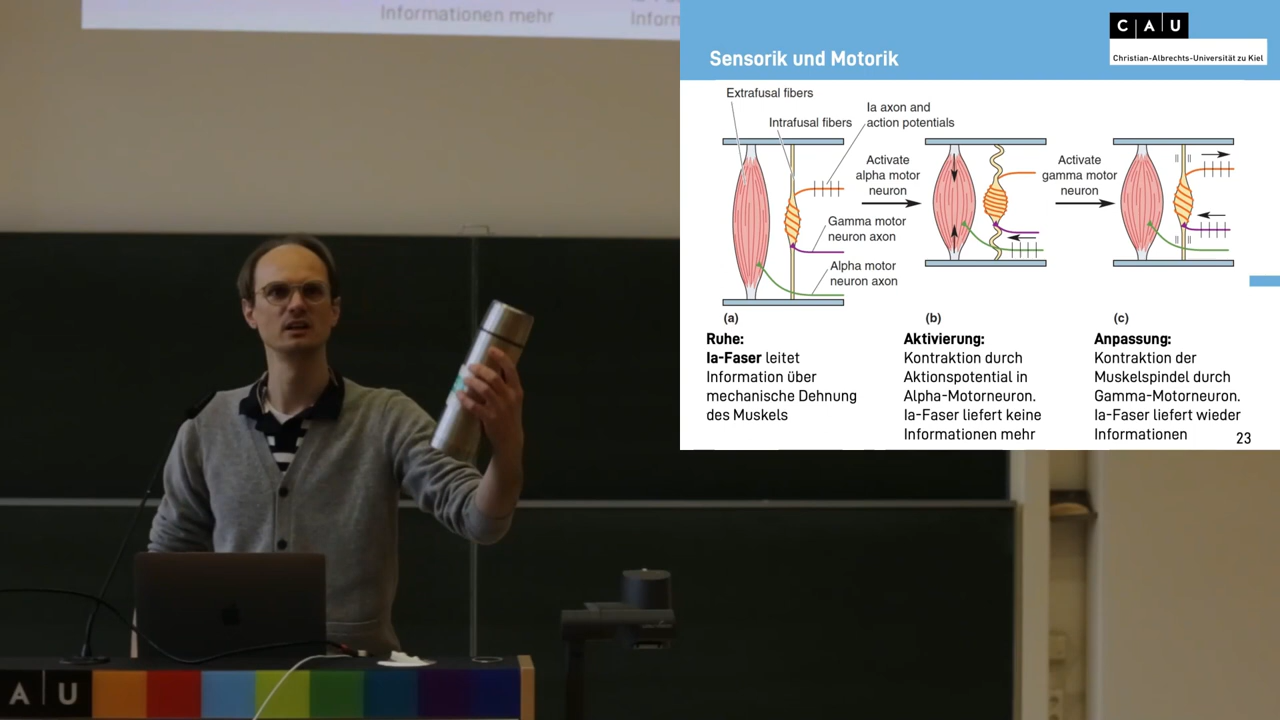 Informationen mehr
Inform
CAU
Christian-Albrechts-Universität zu Kiel
Sensorik und Motorik
Extrafusal fibers
Intrafusal fibers
Ia axon and
action potentials
Activate
alpha motor
neuron
Gamma motor
neuron axon
Alpha motor
neuron axon
Activate
gamma motor
neuron
(a)
(b)
(c)
Ruhe:
Ia-Faser leitet
Information über
mechanische Dehnung
des Muskels
Aktivierung:
Kontraktion durch
Aktionspotential in
Alpha-Motorneuron.
Ia-Faser liefert keine
Informationen mehr
Anpassung:
Kontraktion der
Muskelspindel durch
Gamma-Motorneuron.
Ia-Faser liefert wieder
Informationen
23
A U